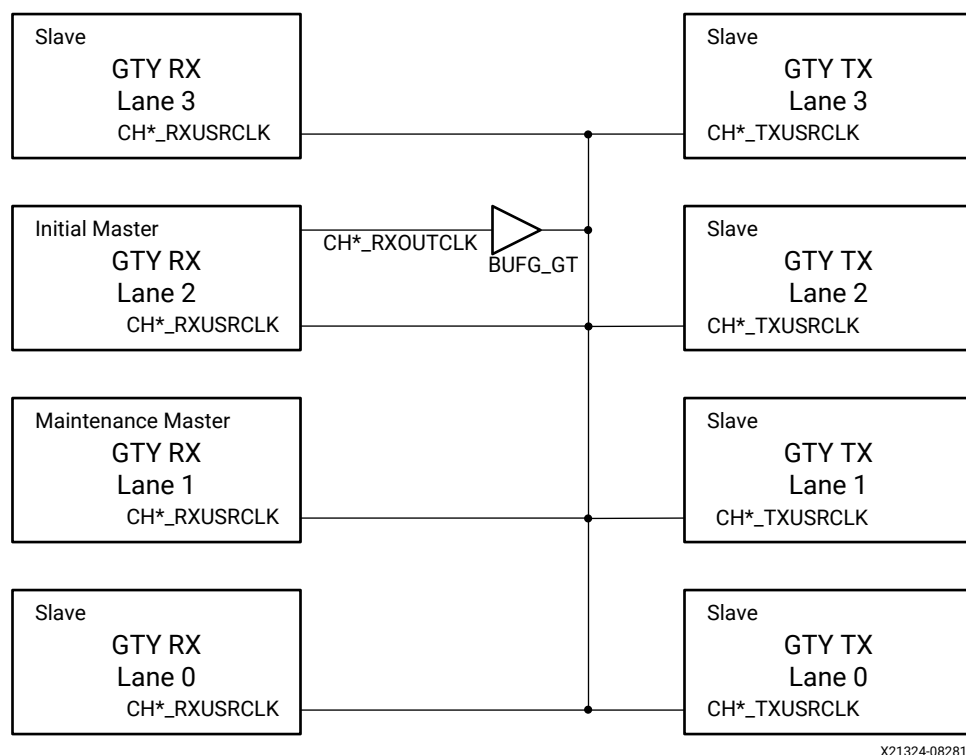 Slave
GTY RX
Lane 3
CH*_RXUSRCLK
Slave
GTY TX
Lane 3
CH*_TXUSRCLK
Initial Master
GTY RX
Lane 2
CH*_RXUSRCLK
CH*_RXOUTCLK
BUFG_GT
Slave
GTY TX
Lane 2
CH*_TXUSRCLK
Maintenance Master
GTY RX
Lane 1
CH*_RXUSRCLK
Slave
GTY TX
Lane 1
CH*_TXUSRCLK
Slave
GTY RX
Lane 0
CH*_RXUSRCLK
Slave
GTY TX
Lane 0
CH*_TXUSRCLK
X21324-08281